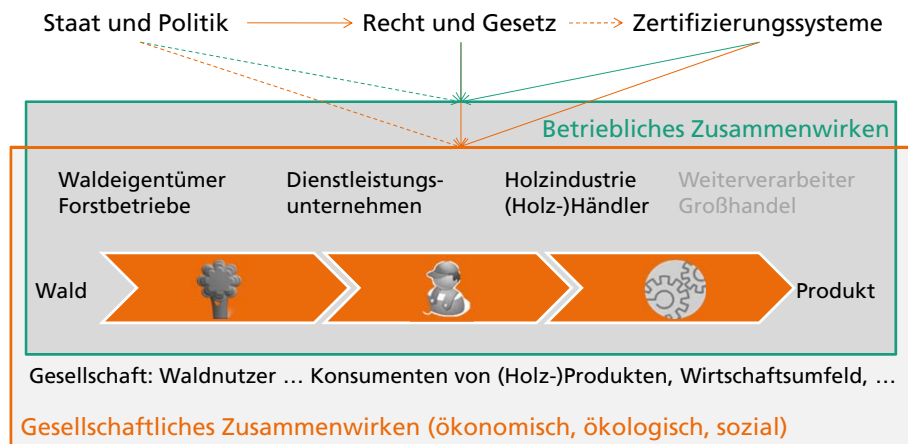 Staat und Politik Recht und Gesetz Zertifizierungssysteme
Betriebliches Zusammenwirken
Waldeigentümer Forstbetriebe
Dienstleistungs-
unternehmen
Holzindustrie
(Holz-)Händler
Weiterverarbeiter
Großhandel
Wald
Produkt
Gesellschaft: Waldnutzer … Konsumenten von (Holz-)Produkten, Wirtschaftsumfeld, …
Gesellschaftliches Zusammenwirken (ökonomisch, ökologisch, sozial)